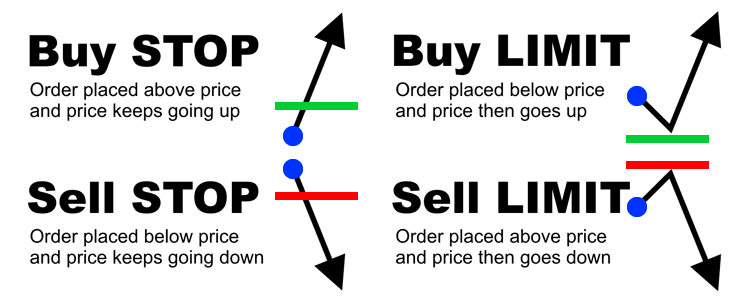 Buy STOP
Order placed above price
and price keeps going up
Buy LIMIT
Order placed below price
and price then goes up
Sell STOP
Order placed below price
and price keeps going down
Sell LIMIT
Order placed above price
and price then goes down